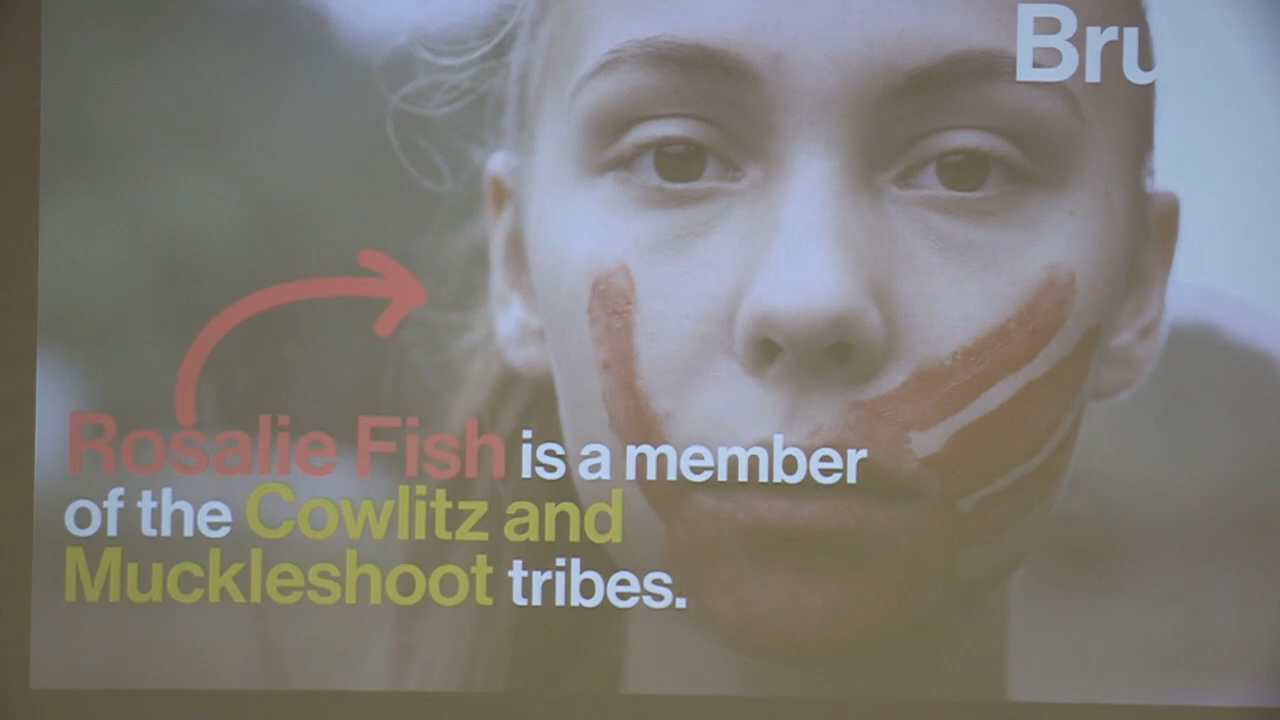 Bru
Rosalie Fish is a member
of the Cowlitz and
Muckleshoot tribes.